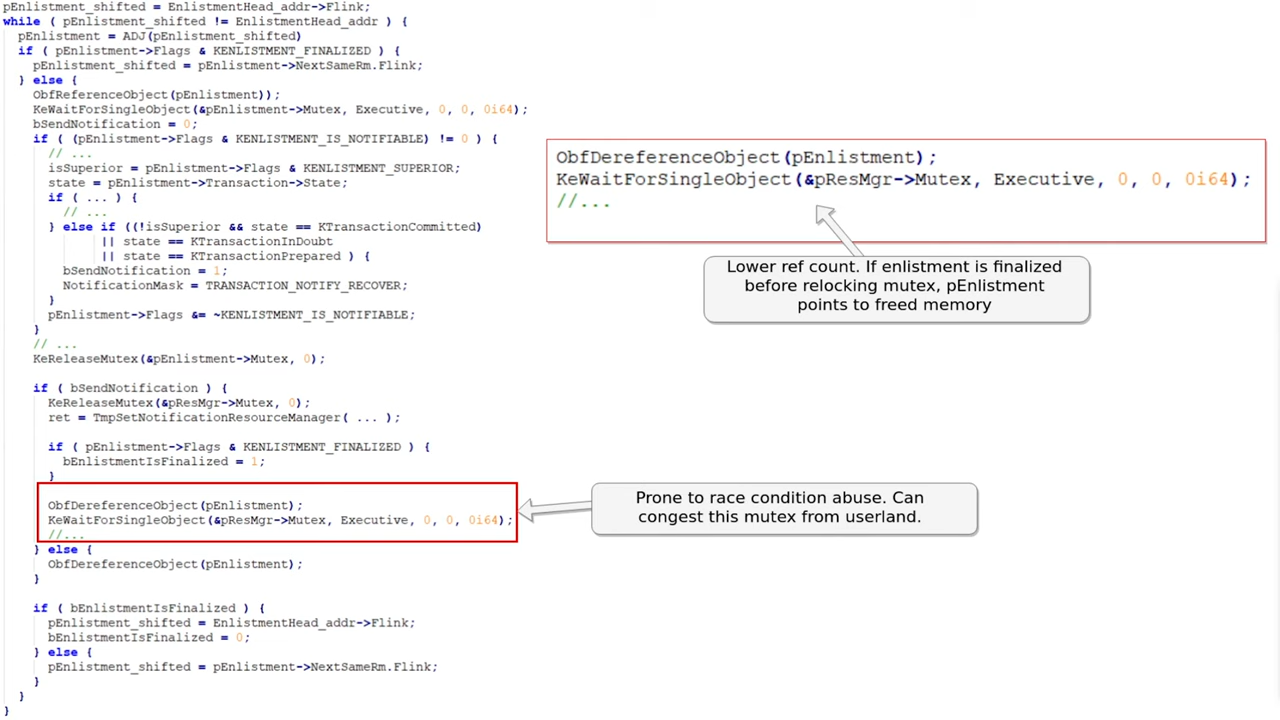 pEnlistment_shifted = EnlistmentHead_addr->Flink;
while ( pEnlistment_shifted != EnlistmentHead_addr ) {
pEnlistment = ADJ(pEnlistment_shifted)
if ( pEnlistment->Flags & KENLISTMENT_FINALIZED ) {
pEnlistment_shifted = pEnlistment->NextSameRm.Flink;
} else {
ObfReferenceObject(pEnlistment));
KeWaitForSingleObject(&pEnlistment->Mutex, Executive, 0, 0, 0i64);
bSendNotification = 0;
if ( (pEnlistment->Flags & KENLISTMENT_IS_NOTIFIABLE) != 0 ) {
// ...
isSuperior = pEnlistment->Flags & KENLISTMENT_SUPERIOR;
state = pEnlistment->Transaction->State;
if ( ... ) {
// ...
} else if ((!isSuperior && state == KTransactionCommitted)
|| state == KTransactionInDoubt
|| state == KTransactionPrepared ) {
bSendNotification = 1;
NotificationMask = TRANSACTION_NOTIFY_RECOVER;
}
pEnlistment->Flags &= ~KENLISTMENT_IS_NOTIFIABLE;
}
// ...
KeReleaseMutex(&pEnlistment->Mutex, 0);
if ( bSendNotification ) {
KeReleaseMutex(&pResMgr->Mutex, 0);
ret = TmpSetNotificationResourceManager( ... );
if ( pEnlistment->Flags & KENLISTMENT_FINALIZED ) {
bEnlistmentIsFinalized = 1;
}
ObfDereferenceObject(pEnlistment);
KeWaitForSingleObject(&pResMgr->Mutex, Executive, 0, 0, 0i64);
//...
} else {
ObfDereferenceObject(pEnlistment);
}
if ( bEnlistmentIsFinalized ) {
pEnlistment_shifted = EnlistmentHead_addr->Flink;
bEnlistmentIsFinalized = 0;
} else {
pEnlistment_shifted = pEnlistment->NextSameRm.Flink;
}
}
}
ObfDereferenceObject(pEnlistment);
KeWaitForSingleObject(&pResMgr->Mutex, Executive, 0, 0, 0i64);
//...
Lower ref count. If enlistment is finalized
before relocking mutex, pEnlistment
points to freed memory
Prone to race condition abuse. Can
congest this mutex from userland.